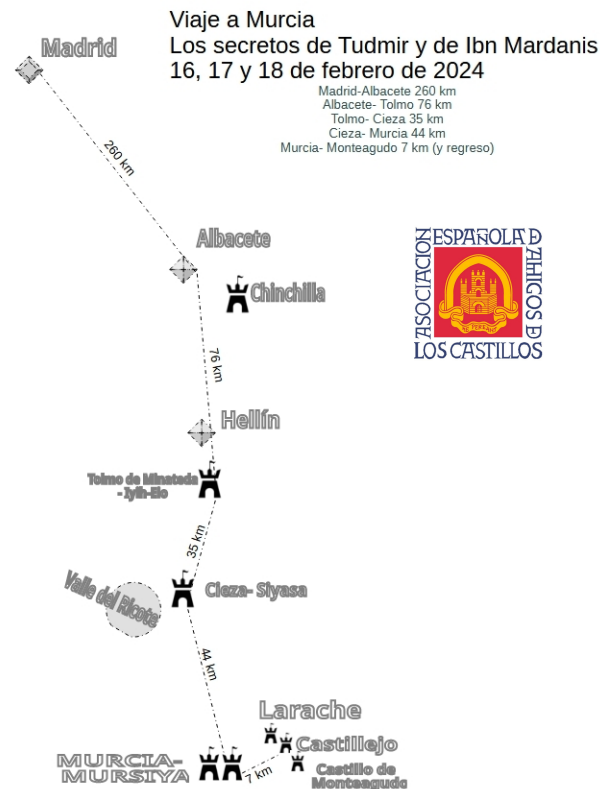 Viaje a Murcia
Los secretos de Tudmir y de Ibn Mardanis
16, 17 y 18 de febrero de 2024
Madrid-Albacete 260 km
Albacete- Tolmo 76 km
Tolmo- Cieza 35 km
Cieza- Murcia 44 km
Murcia- Monteagudo 7 km (y regreso)
Madrid
260 km
Albacete
Chinchilla
ASOCIACION
ESPAÑOLA D
AMIGOS D
LOS CASTILLOS
76 km
Hellín
Tolmo de Minateda
- Iyih-Elo
35 km
Valle del Ricote
Cieza- Siyasa
44 km
Larache
Castillejo
Castillo de
Monteagudo
MURCIA-
MURSIYA
7 km